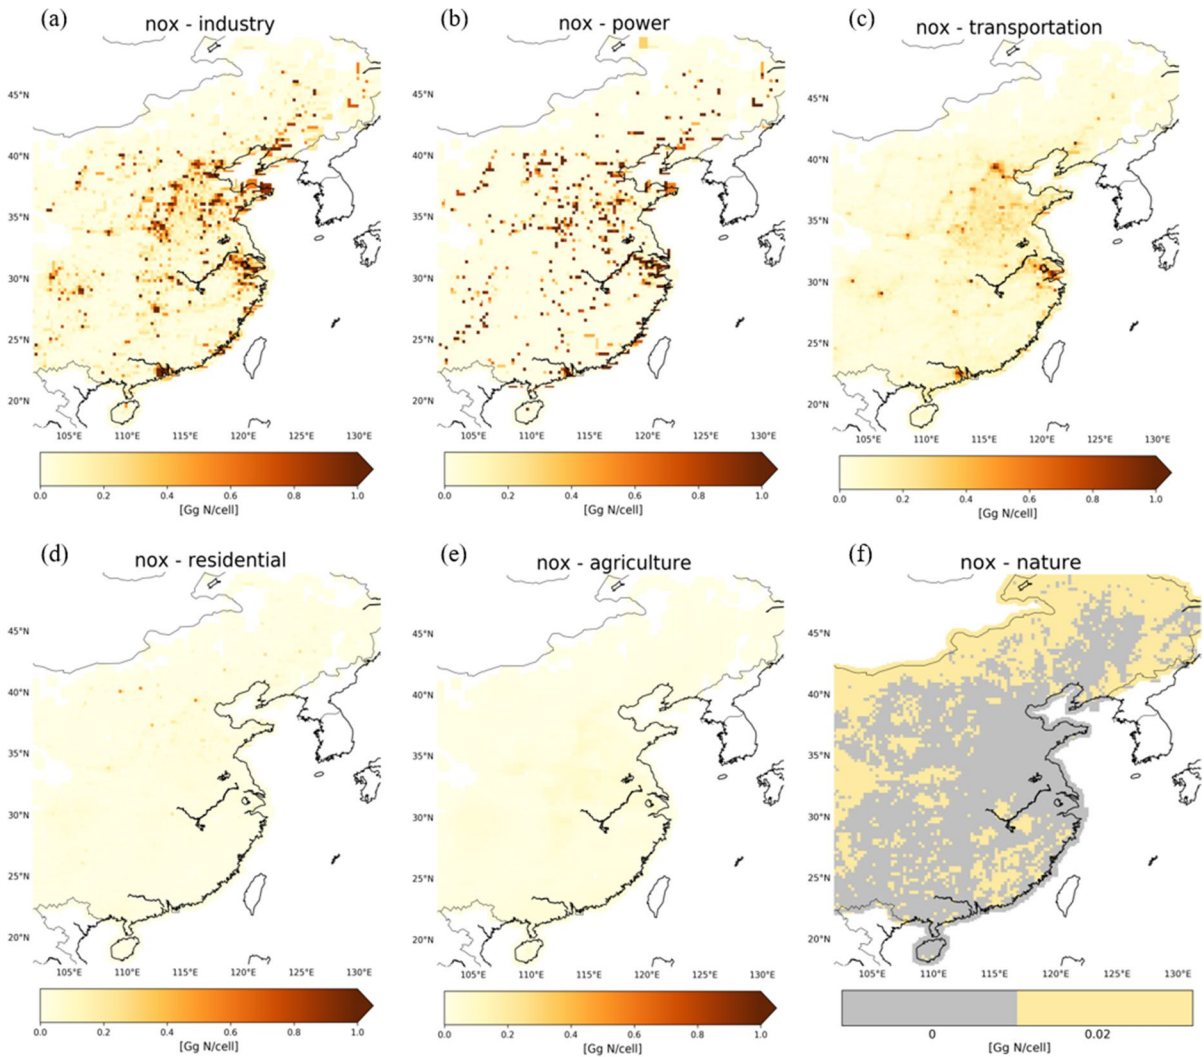 (a)
nox - industry
(b)
nox - power
(c)
nox - transportation
45°N
40°N
35°N
30°N
25°N
20°N
105°E 110°E 115°E 120°E 125°E 130°E
0.0 0.2 0.4 0.6 0.8 1.0
[Gg N/cell]
45°N
40°N
35°N
30°N
25°N
20°N
105°E 110°E 115°E 120°E 125°E 130°E
0.0 0.2 0.4 0.6 0.8 1.0
[Gg N/cell]
45°N
40°N
35°N
30°N
25°N
20°N
105°E 110°E 115°E 120°E 125°E 130°E
0.0 0.2 0.4 0.6 0.8 1.0
[Gg N/cell]
(d)
nox - residential
(e)
nox - agriculture
(f)
nox - nature
45°N
40°N
35°N
30°N
25°N
20°N
105°E 110°E 115°E 120°E 125°E 130°E
0.0 0.2 0.4 0.6 0.8 1.0
[Gg N/cell]
45°N
40°N
35°N
30°N
25°N
20°N
105°E 110°E 115°E 120°E 125°E 130°E
0.0 0.2 0.4 0.6 0.8 1.0
[Gg N/cell]
45°N
40°N
35°N
30°N
25°N
20°N
105°E 110°E 115°E 120°E 125°E 130°E
0 0.02
[Gg N/cell]